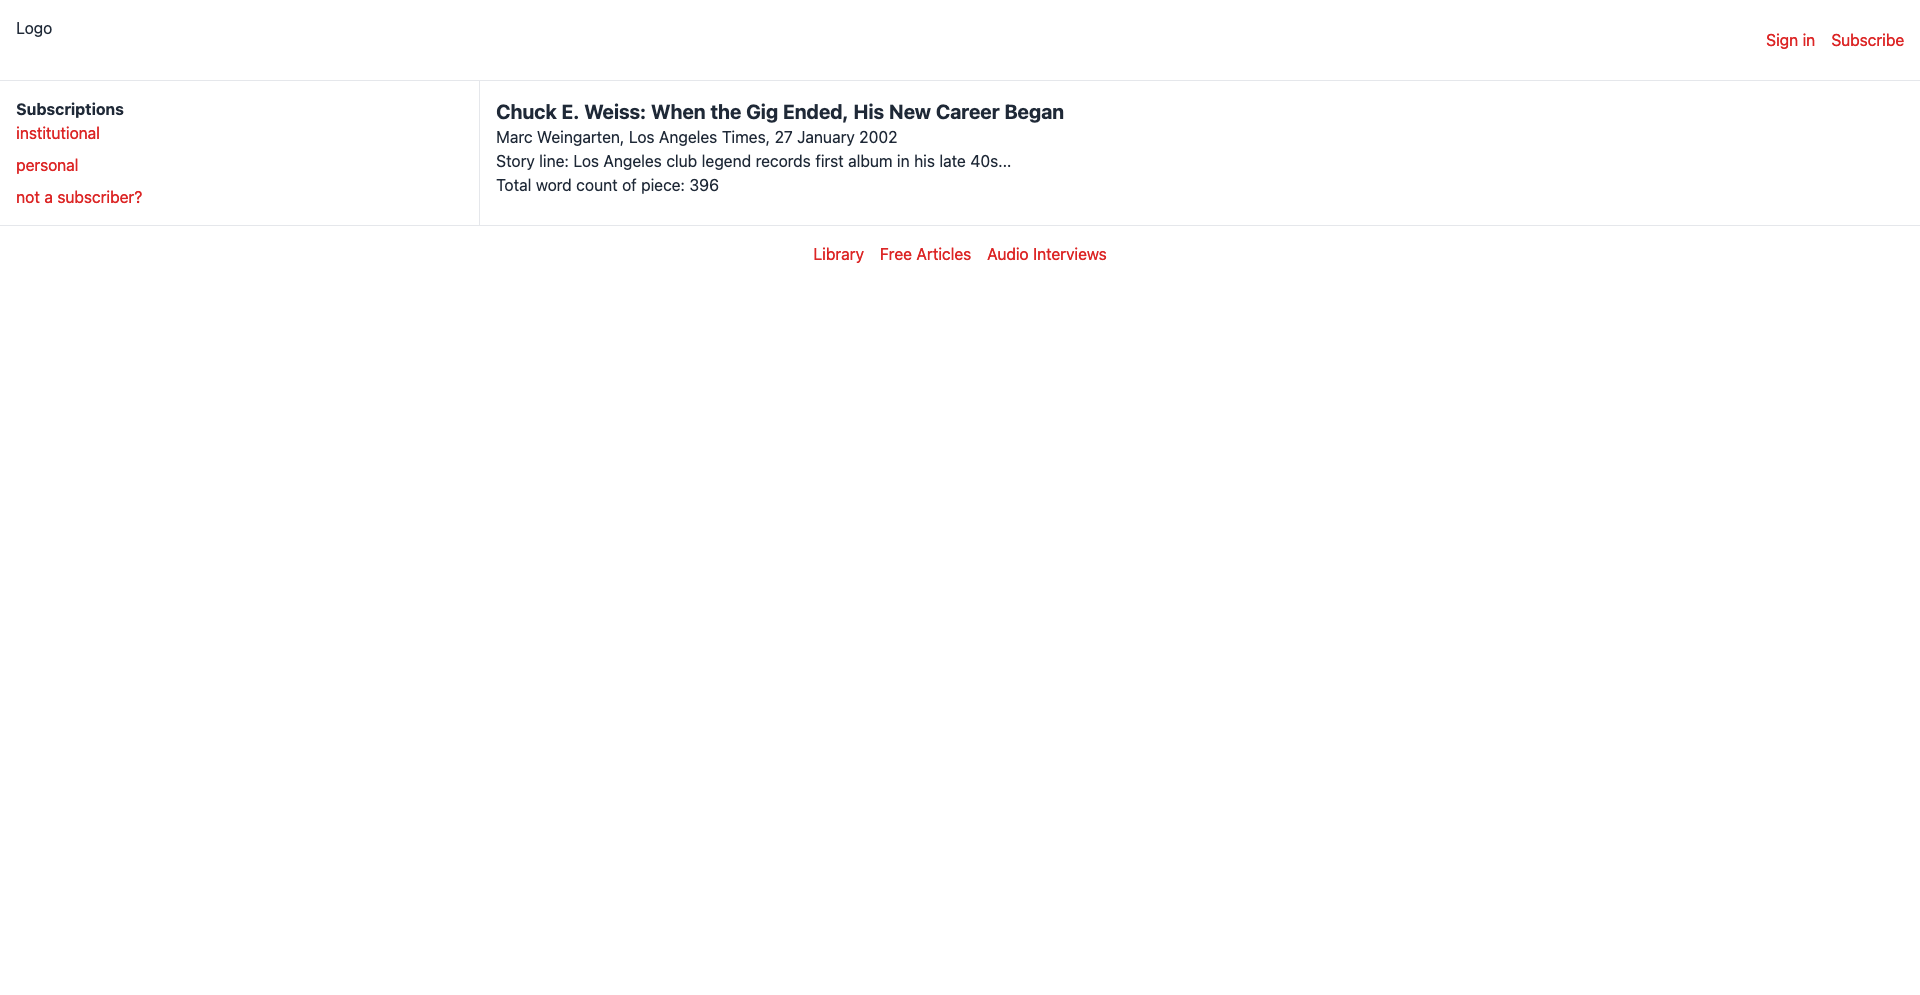 Logo
Sign in Subscribe
Subscriptions
institutional
personal
not a subscriber?
Chuck E. Weiss: When the Gig Ended, His New Career Began
Marc Weingarten, Los Angeles Times, 27 January 2002
Story line: Los Angeles club legend records first album in his late 40s...
Total word count of piece: 396
Library Free Articles Audio Interviews